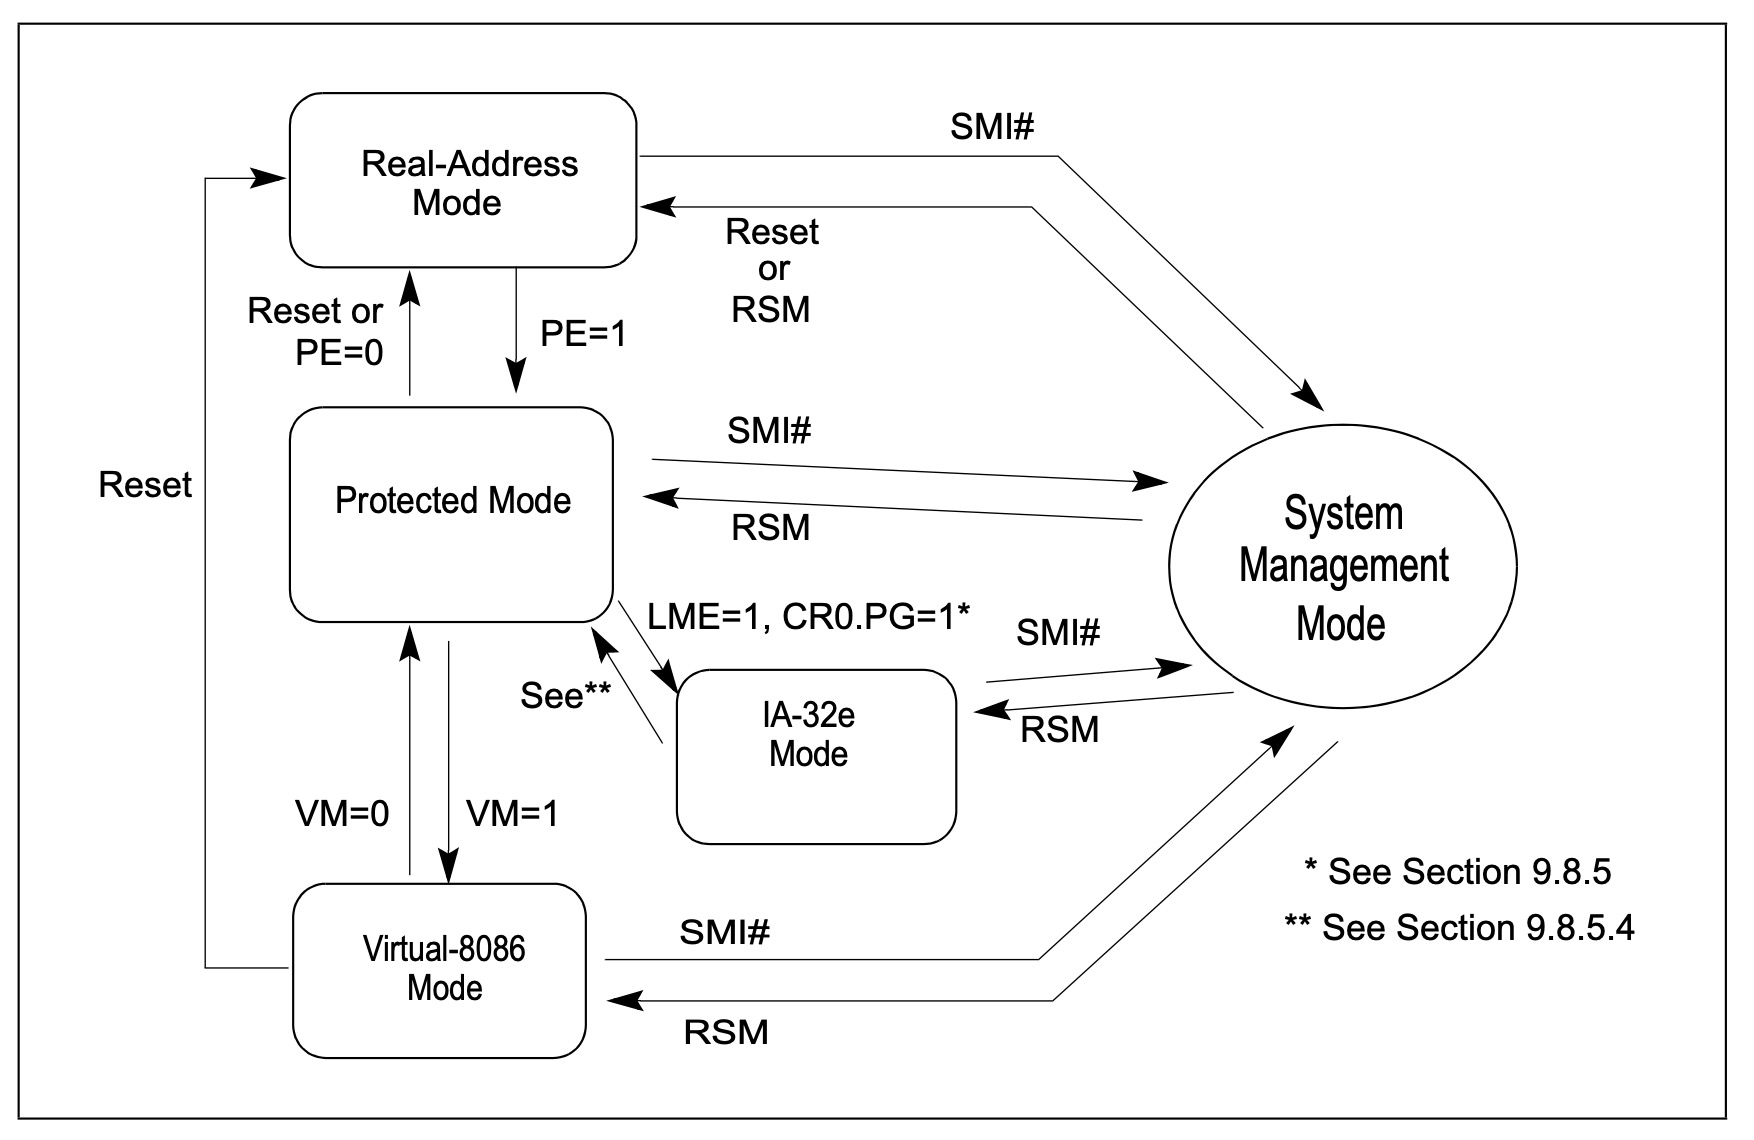 SMI#
Real-Address
Mode
Reset
or
RSM
Reset or
PE=0
PE=1
SMI#
RSM
Reset
Protected Mode
System
Management
Mode
LME=1, CR0.PG=1*
SMI#
See**
IA-32e
Mode
RSM
VM=0
VM=1
* See Section 9.8.5
** See Section 9.8.5.4
Virtual-8086
Mode
SMI#
RSM